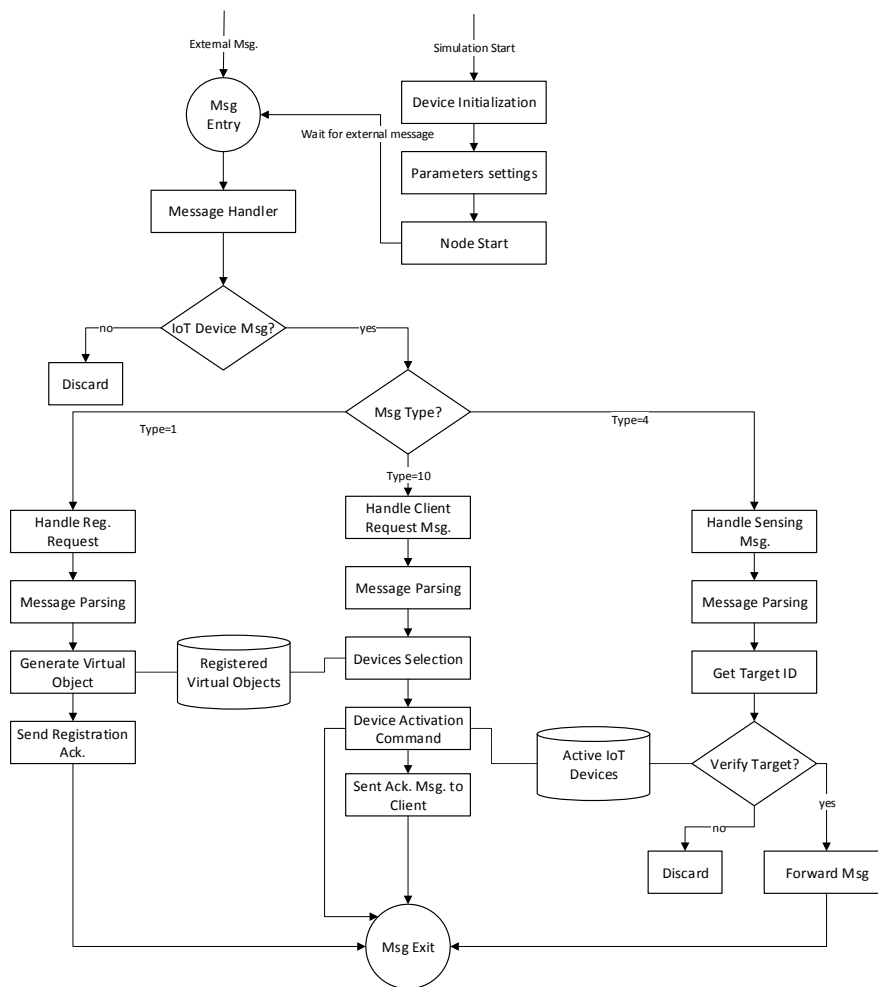 External Msg.
Simulation Start
Msg
Entry
Device Initialization
Wait for external message
Parameters settings
Message Handler
Node Start
IoT Device Msg?
no
yes
Discard
Msg Type?
Type=1
Type=10
Type=4
Handle Reg.
Request
Handle Client
Request Msg.
Handle Sensing
Msg.
Message Parsing
Message Parsing
Message Parsing
Generate Virtual
Object
Registered
Virtual Objects
Devices Selection
Get Target ID
Send Registration
Ack.
Device Activation
Command
Active IoT
Devices
Verify Target?
Sent Ack. Msg. to
Client
no
yes
Discard
Forward Msg
Msg Exit